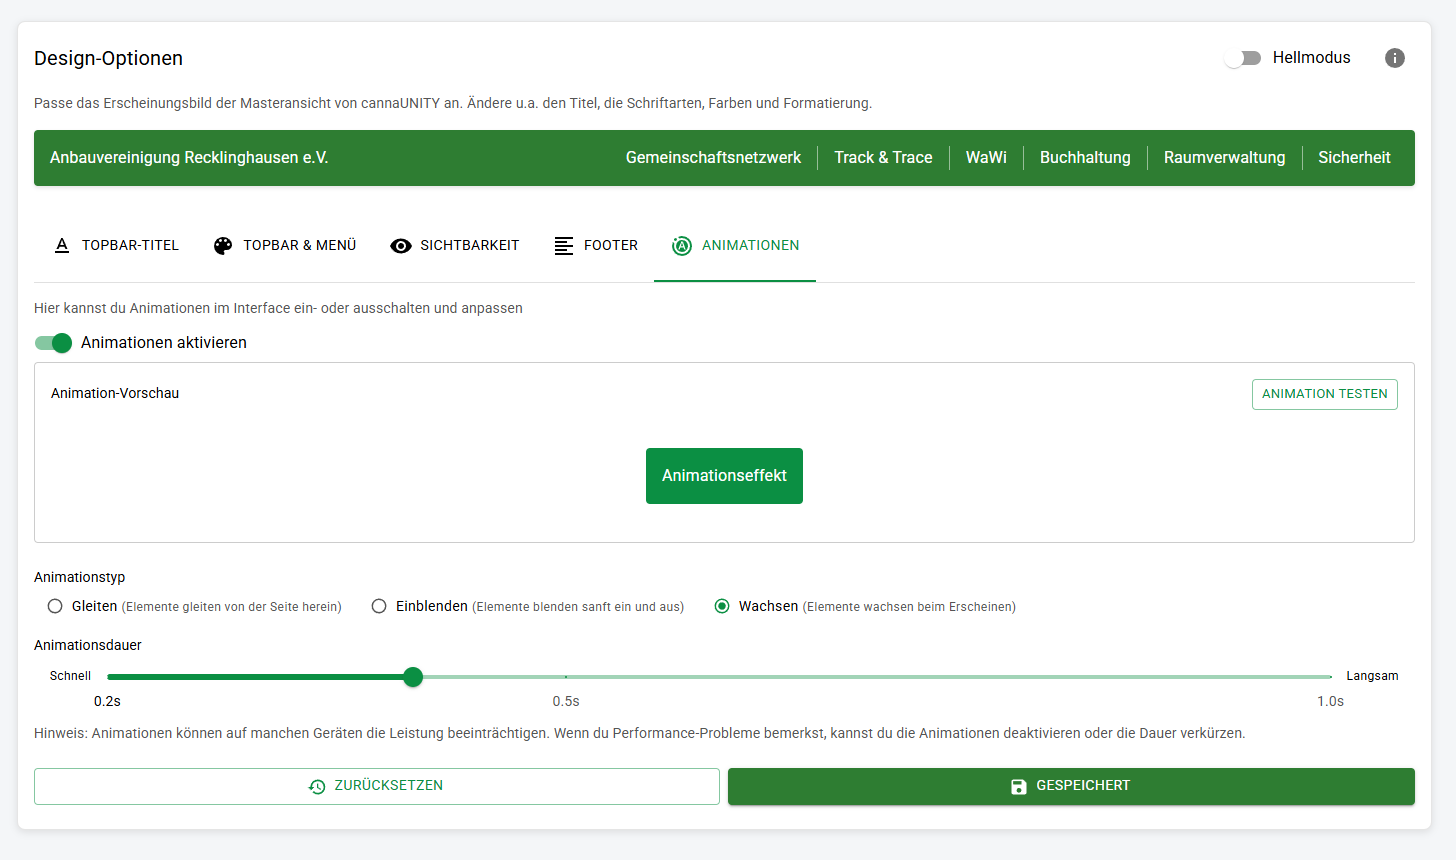 Design-Optionen
Hellmodus
Passe das Erscheinungsbild der Masteransicht von cannaUNITY an. Ändere u.a. den Titel, die Schriftarten, Farben und Formatierung.
Anbauvereinigung Recklinghausen e.V. Gemeinschaftsnetzwerk Track & Trace WaWi Buchhaltung Raumverwaltung Sicherheit
TOPBAR-TITEL TOPBAR & MENÜ SICHTBARKEIT FOOTER ANIMATIONEN
Hier kannst du Animationen im Interface ein- oder ausschalten und anpassen
Animationen aktivieren
Animation-Vorschau ANIMATION TESTEN
Animationseffekt
Animationstyp
Gleiten (Elemente gleiten von der Seite herein) Einblenden (Elemente blenden sanft ein und aus) Wachsen (Elemente wachsen beim Erscheinen)
Animationsdauer
Schnell Langsam
0.2s 0.5s 1.0s
Hinweis: Animationen können auf manchen Geräten die Leistung beeinträchtigen. Wenn du Performance-Probleme bemerkst, kannst du die Animationen deaktivieren oder die Dauer verkürzen.
ZURÜCKSETZEN GESPEICHERT